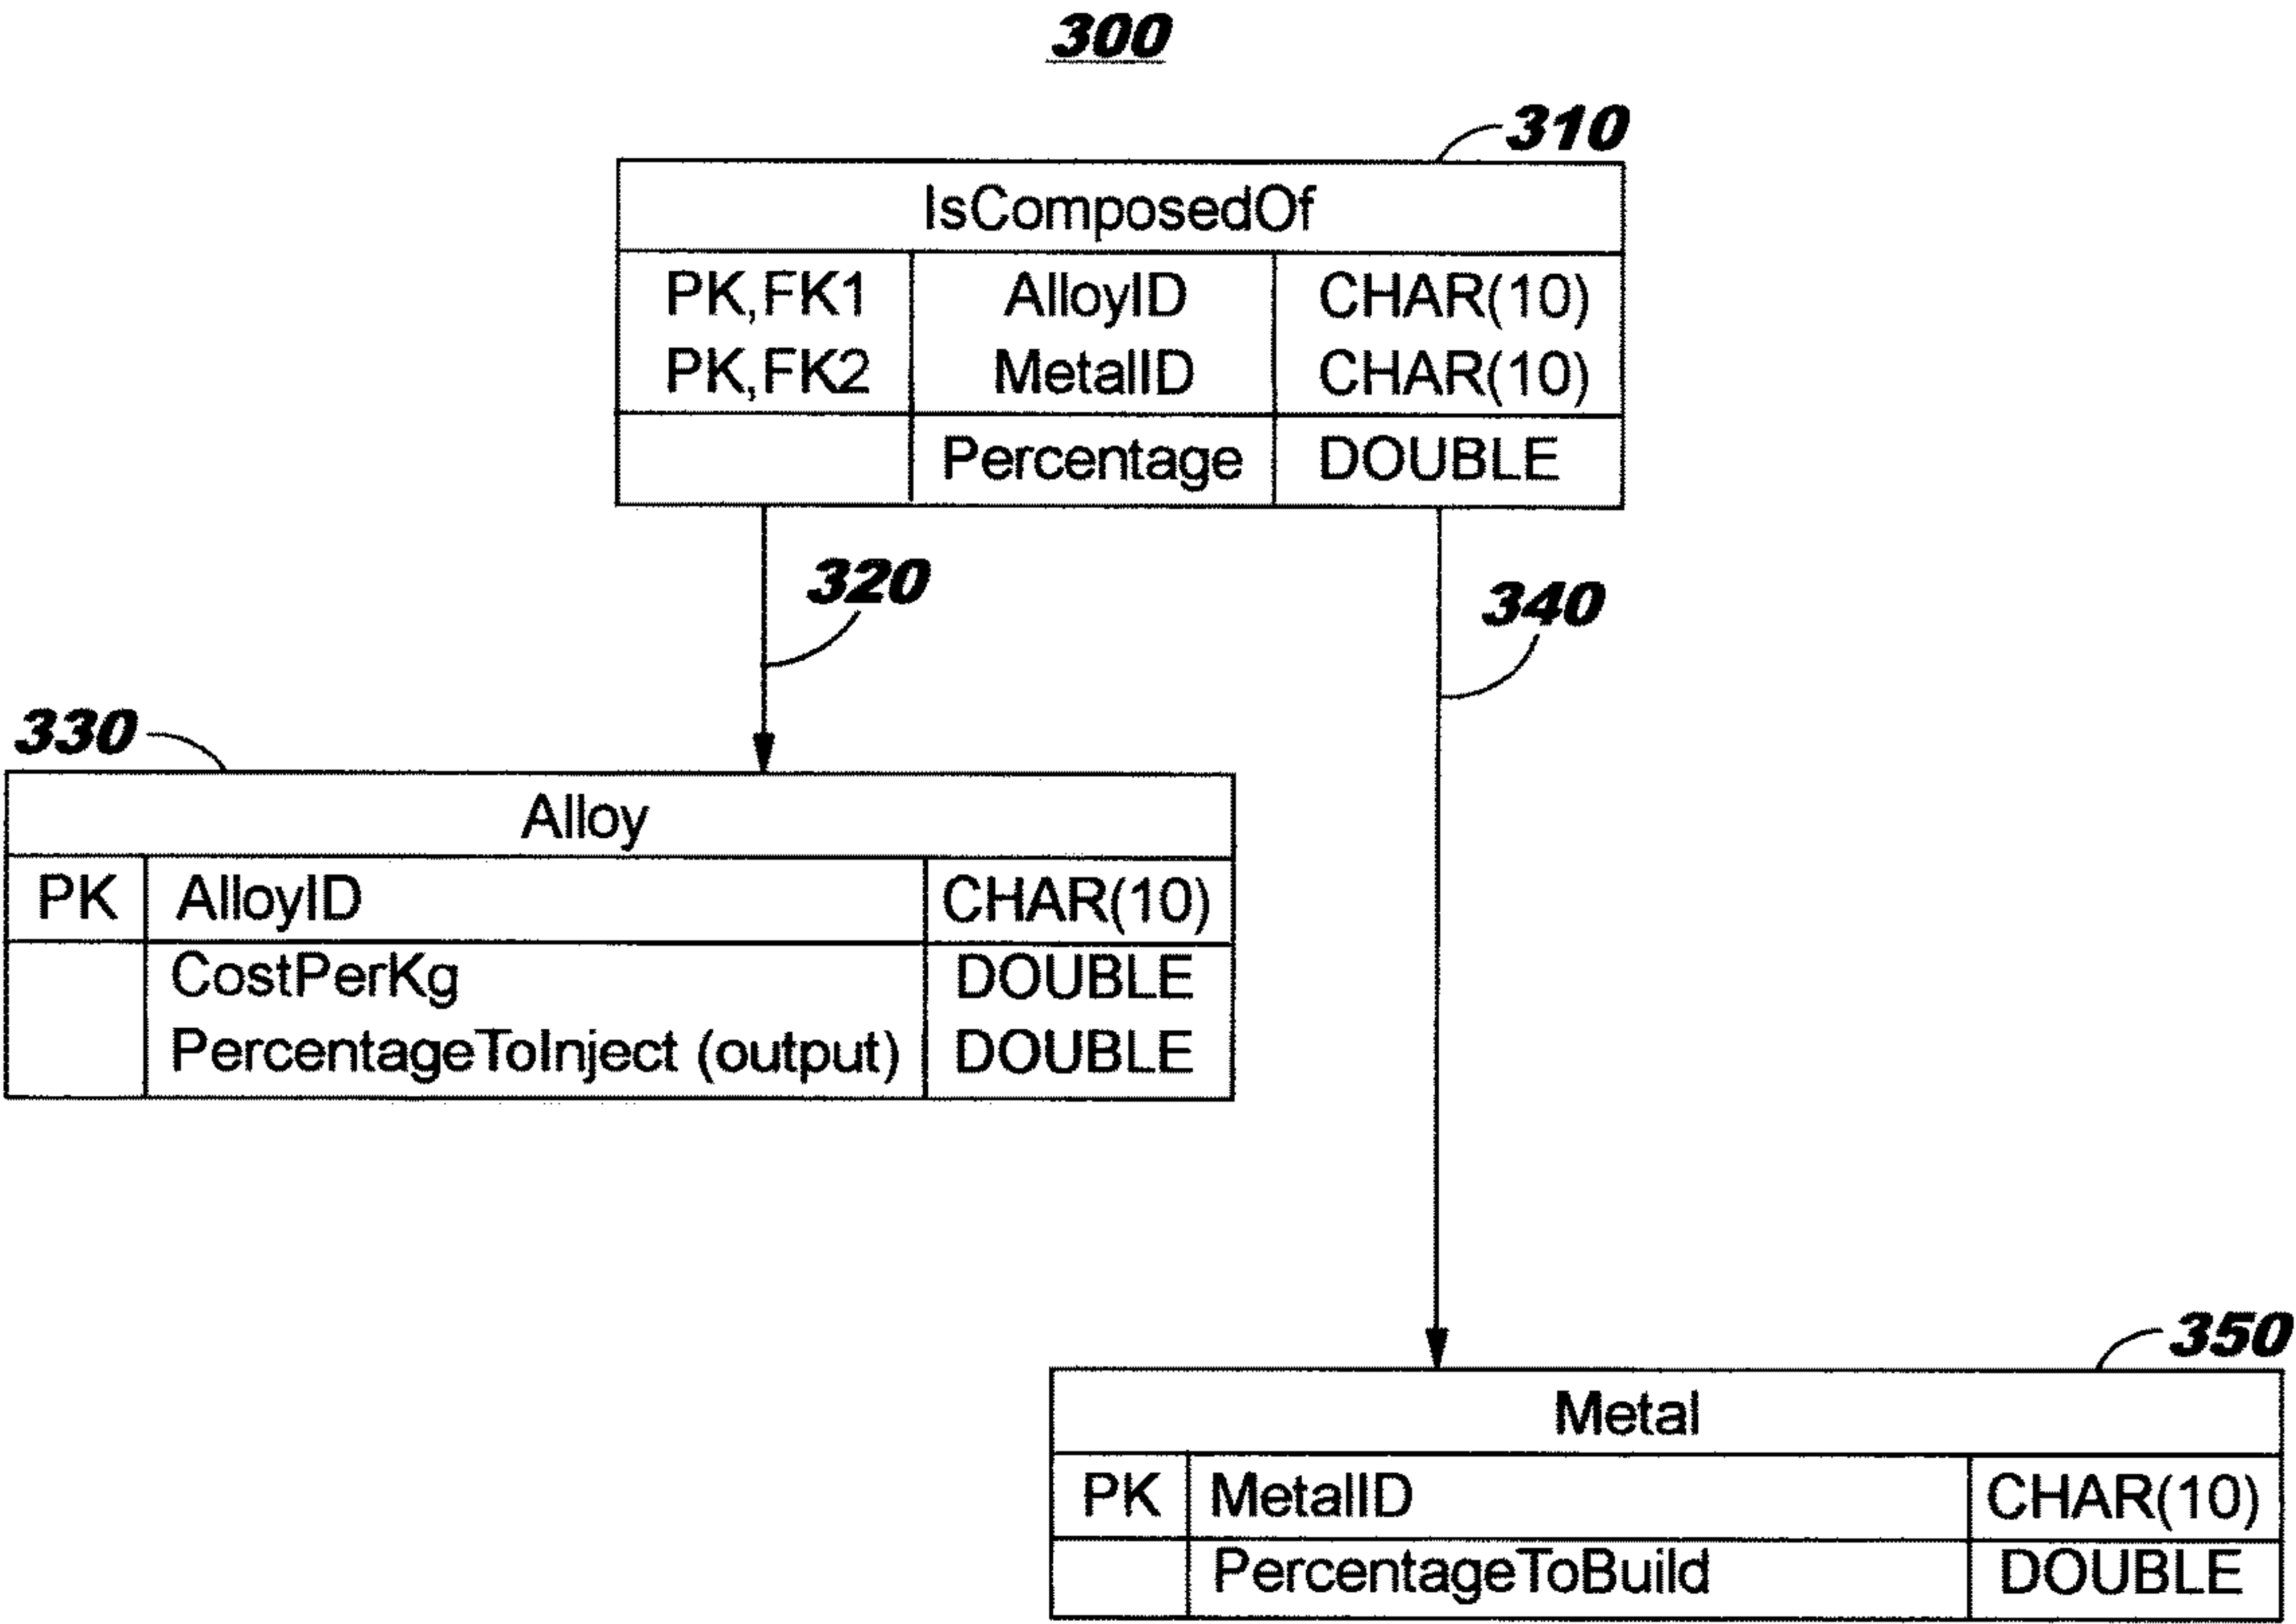 300
310
IsComposedOf
PK,FK1 AlloyID CHAR(10)
PK,FK2 MetalID CHAR(10)
Percentage DOUBLE
320
340
330
Alloy
PK AlloyID CHAR(10)
CostPerKg DOUBLE
PercentageToInject (output) DOUBLE
350
Metal
PK MetalID CHAR(10)
PercentageToBuild DOUBLE